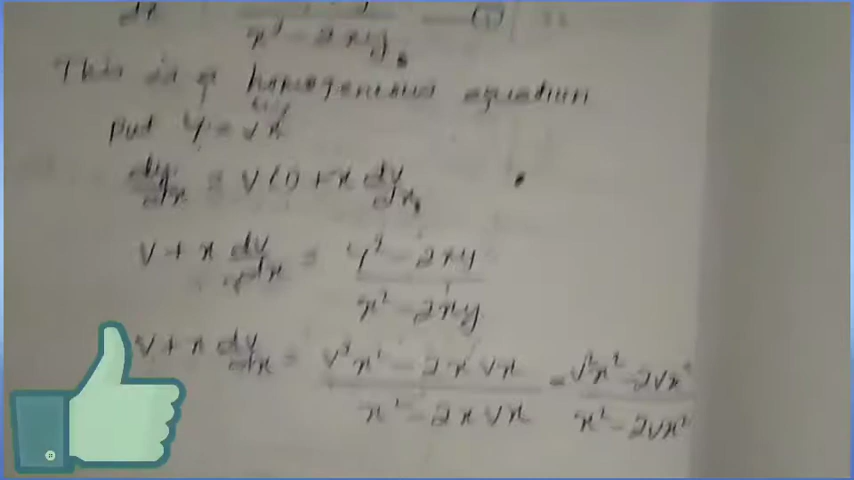 x² - 2xy
This is a homogeneous equation
put y = vx
dy/dx = v(1) + x dv/dx
v + x dv/dx = y² - 2xy / x² - 2xy
v + x dv/dx = v²x² - 2x vx / x² - 2x vx = v²x² - 2vx² / x² - 2vx²